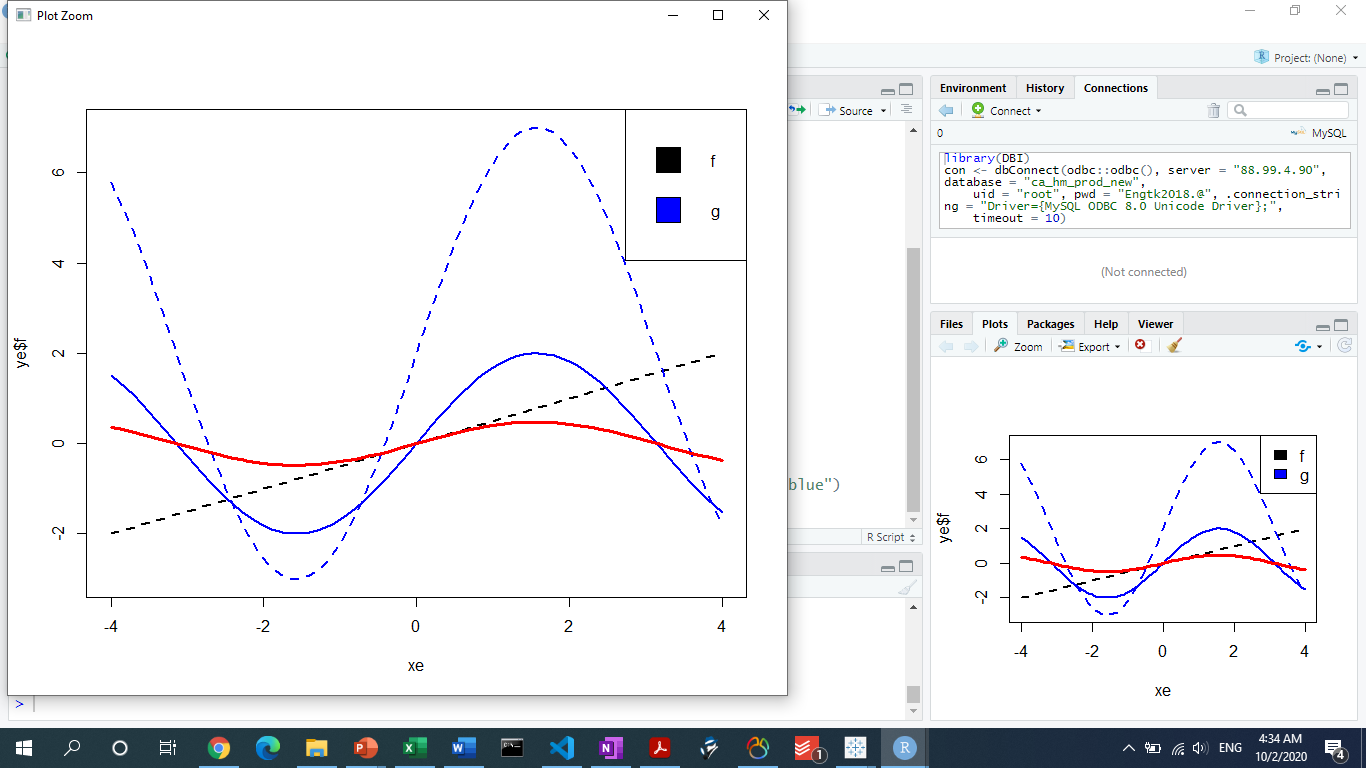 Plot Zoom
f
g
6
4
2
0
-2
ye$f
-4 -2 0 2 4
xe
Project: (None)
Source
Environment History Connections
Connect
0 MySQL
library(DBI)
con <- dbConnect(odbc::odbc(), server = "88.99.4.90",
database = "ca_hm_prod_new",
uid = "root", pwd = "Engtk2018.@", .connection_stri
ng = "Driver={MySQL ODBC 8.0 Unicode Driver};",
timeout = 10)
(Not connected)
Files Plots Packages Help Viewer
Zoom Export
f
g
6
4
2
0
-2
ye$f
-4 -2 0 2 4
xe
blue")
R Script
>
1
ENG
4:34 AM
10/2/2020
4